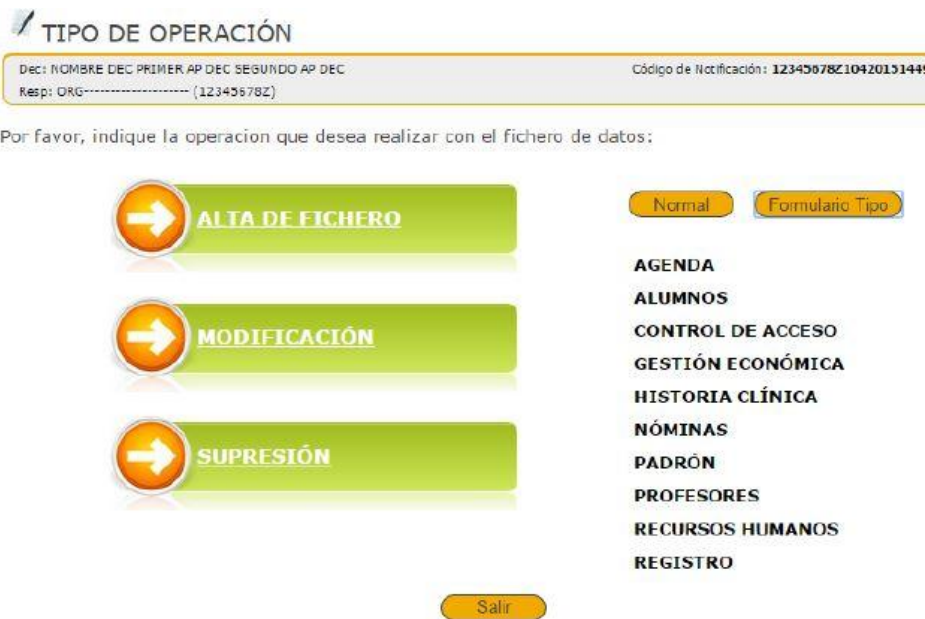 TIPO DE OPERACIÓN
Dec: NOMBRE DEC PRIMER AP DEC SEGUNDO AP DEC
Código de Notificación: 12345678Z10420151449
Resp: ORG-------------------- (12345678Z)
Por favor, indique la operacion que desea realizar con el fichero de datos:
ALTA DE FICHERO
MODIFICACIÓN
SUPRESIÓN
Normal
Formulario Tipo
AGENDA
ALUMNOS
CONTROL DE ACCESO
GESTIÓN ECONÓMICA
HISTORIA CLÍNICA
NÓMINAS
PADRÓN
PROFESORES
RECURSOS HUMANOS
REGISTRO
Salir